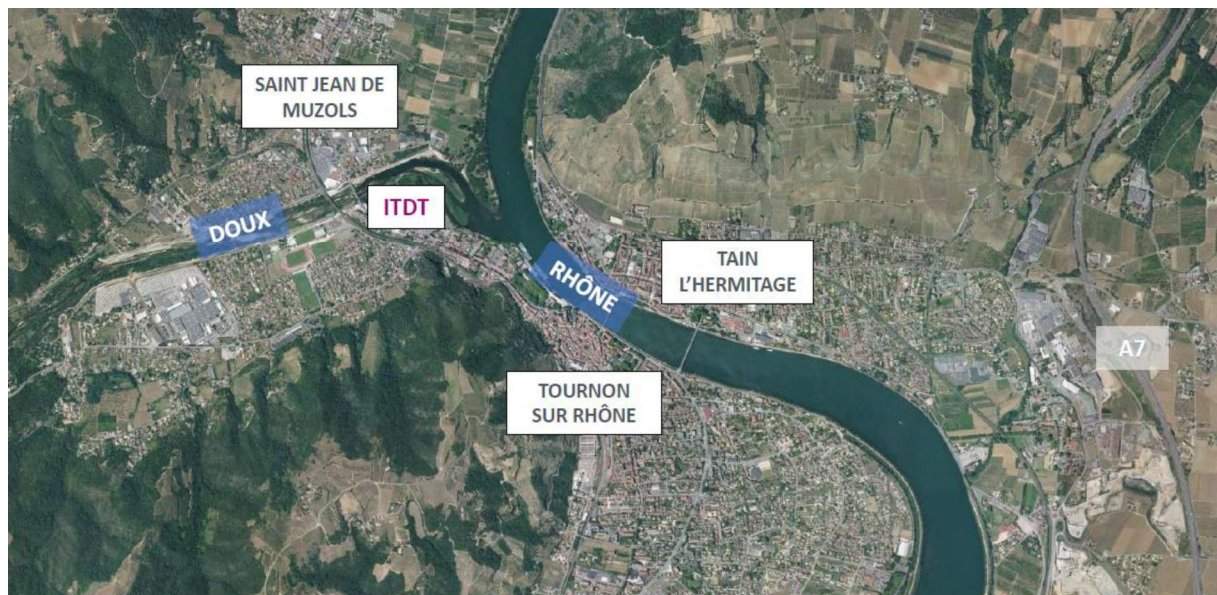 SAINT JEAN DE
MUZOLS
ITDT
DOUX
RHÔNE
TAIN
L’HERMITAGE
A7
TOURNON
SUR RHÔNE